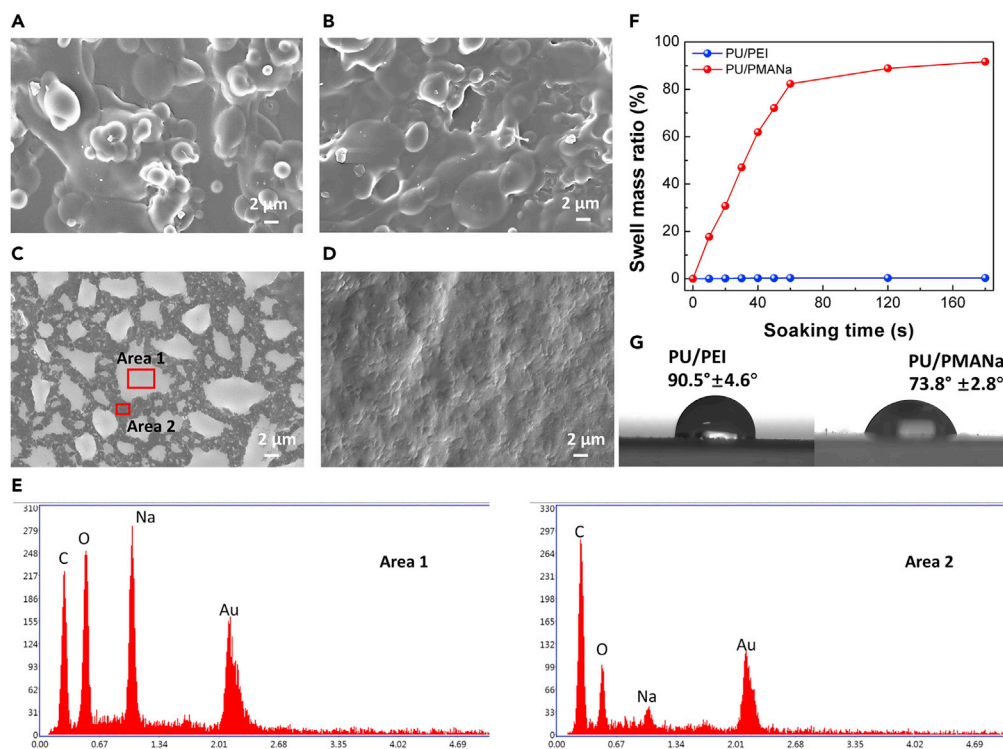 A
B
2 μm
2 μm
C
D
Area 1
Area 2
2 μm
2 μm
F
PU/PEI
PU/PMANa
Swell mass ratio (%)
100
80
60
40
20
0
0
40
80
120
160
Soaking time (s)
G
PU/PEI
90.5°±4.6°
PU/PMANa
73.8° ±2.8°
E
310
279
248
217
186
155
124
93
62
31
0
C
O
Na
Au
Area 1
0.00
0.67
1.34
2.01
2.68
3.35
4.02
4.69
330
297
264
231
198
165
132
99
66
33
0
C
O
Na
Au
Area 2
0.00
0.67
1.34
2.01
2.68
3.35
4.02
4.69